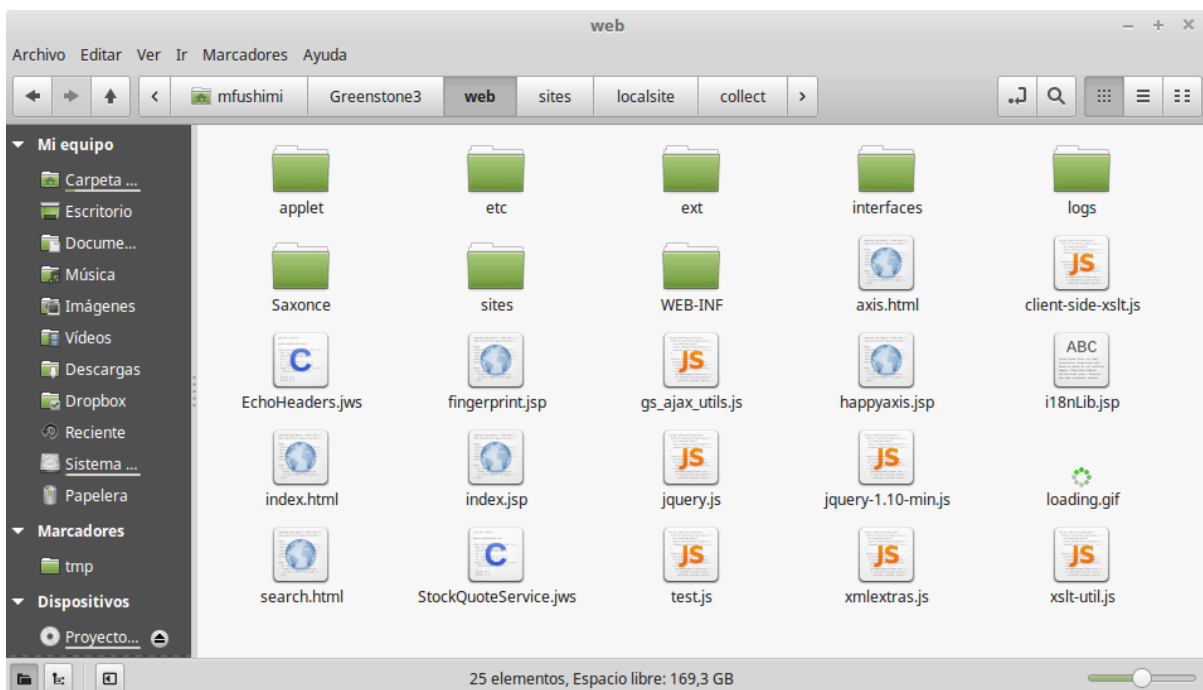 web
Archivo Editar Ver Ir Marcadores Ayuda
mfushimi Greenstone3 web sites localsite collect
Mi equipo
Carpeta ...
Escritorio
Docume...
Música
Imágenes
Vídeos
Descargas
Dropbox
Reciente
Sistema ...
Papelera
Marcadores
tmp
Dispositivos
Proyecto...
applet etc ext interfaces logs
Saxonce sites WEB-INF axis.html client-side-xslt.js
EchoHeaders.jws fingerprint.jsp gs_ajax_utils.js happyaxis.jsp i18nLib.jsp
index.html index.jsp jquery.js jquery-1.10-min.js loading.gif
search.html StockQuoteService.jws test.js xmlextras.js xslt-util.js
25 elementos, Espacio libre: 169,3 GB